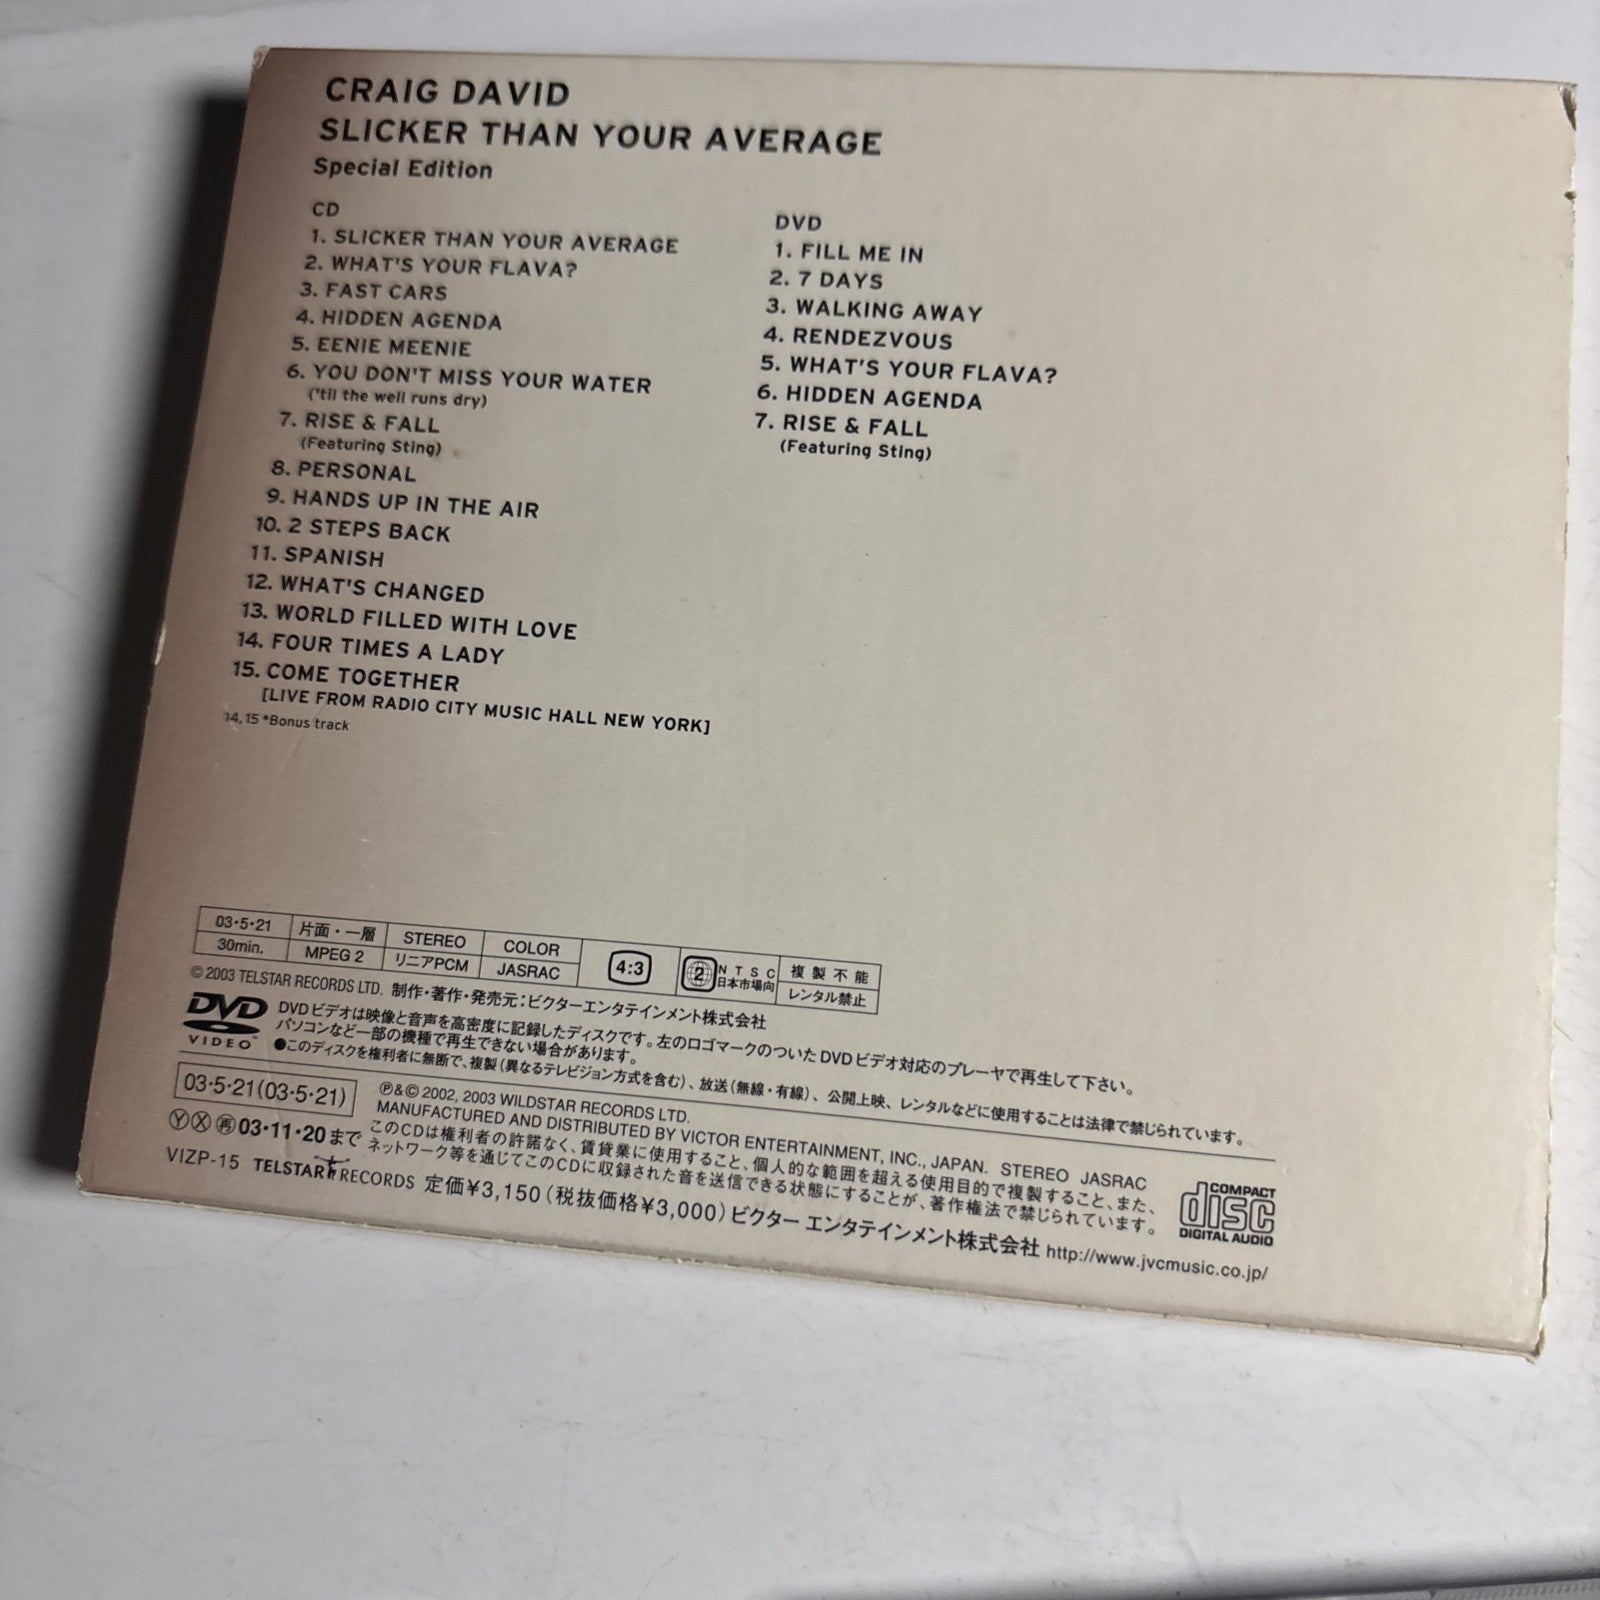 CRAIG DAVID
SLICKER THAN YOUR AVERAGE
Special Edition
CD
1. SLICKER THAN YOUR AVERAGE
2. WHAT'S YOUR FLAVA?
3. FAST CARS
4. HIDDEN AGENDA
5. EENIE MEENIE
6. YOU DON'T MISS YOUR WATER
('til the well runs dry)
7. RISE & FALL
(Featuring Sting)
8. PERSONAL
9. HANDS UP IN THE AIR
10. 2 STEPS BACK
11. SPANISH
12. WHAT'S CHANGED
13. WORLD FILLED WITH LOVE
14. FOUR TIMES A LADY
15. COME TOGETHER
[LIVE FROM RADIO CITY MUSIC HALL NEW YORK]
14, 15 *Bonus track
DVD
1. FILL ME IN
2. 7 DAYS
3. WALKING AWAY
4. RENDEZVOUS
5. WHAT'S YOUR FLAVA?
6. HIDDEN AGENDA
7. RISE & FALL
(Featuring Sting)
03・5・21 片面・一層 STEREO COLOR 4:3 2 NTSC 複製不能
30min. MPEG 2 リニアPCM JASRAC 日本市場向 レンタル禁止
©2003 TELSTAR RECORDS LTD. 制作・著作・発売元：ビクターエンタテインメント株式会社
DVD VIDEO™
DVDビデオは映像と音声を高密度に記録したディスクです。左のロゴマークのついたDVDビデオ対応のプレーヤで再生して下さい。
パソコンなど一部の機種で再生できない場合があります。
●このディスクを権利者に無断で、複製（異なるテレビジョン方式を含む）、放送（無線・有線）、公開上映、レンタルなどに使用することは法律で禁じられています。
03・5・21(03・5・21)
Ⓨ Ⓧ 再 03・11・20まで
℗&© 2002, 2003 WILDSTAR RECORDS LTD.
MANUFACTURED AND DISTRIBUTED BY VICTOR ENTERTAINMENT, INC., JAPAN. STEREO JASRAC
このCDは権利者の許諾なく、賃貸業に使用すること、個人的な範囲を超える使用目的で複製すること、また、
ネットワーク等を通じてこのCDに収録された音を送信できる状態にすることが、著作権法で禁じられています。
COMPACT disc DIGITAL AUDIO
VIZP-15 TELSTAR RECORDS 定価¥3,150（税抜価格¥3,000）ビクター エンタテインメント株式会社 http://www.jvcmusic.co.jp/